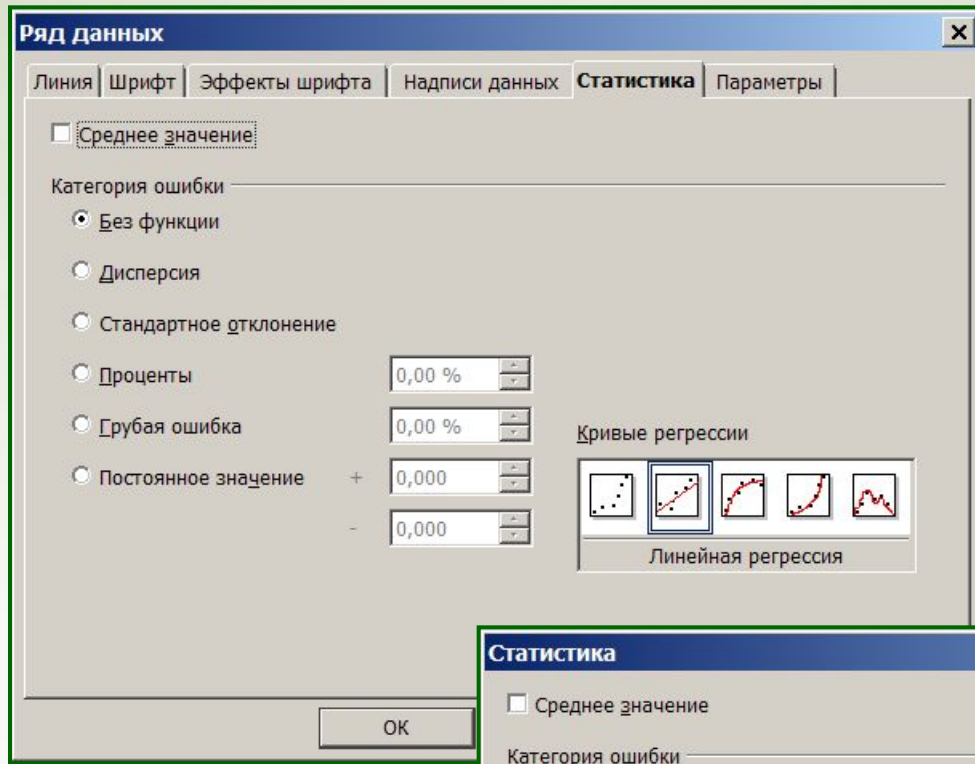 Ряд данных
Линия Шрифт Эффекты шрифта Надписи данных Статистика Параметры
Среднее значение
Категория ошибки
Без функции
Дисперсия
Стандартное отклонение
Проценты 0,00 %
Грубая ошибка 0,00 %
Постоянное значение + 0,000
- 0,000
Кривые регрессии
Линейная регрессия
ОК
Статистика
Среднее значение
Категория ошибки